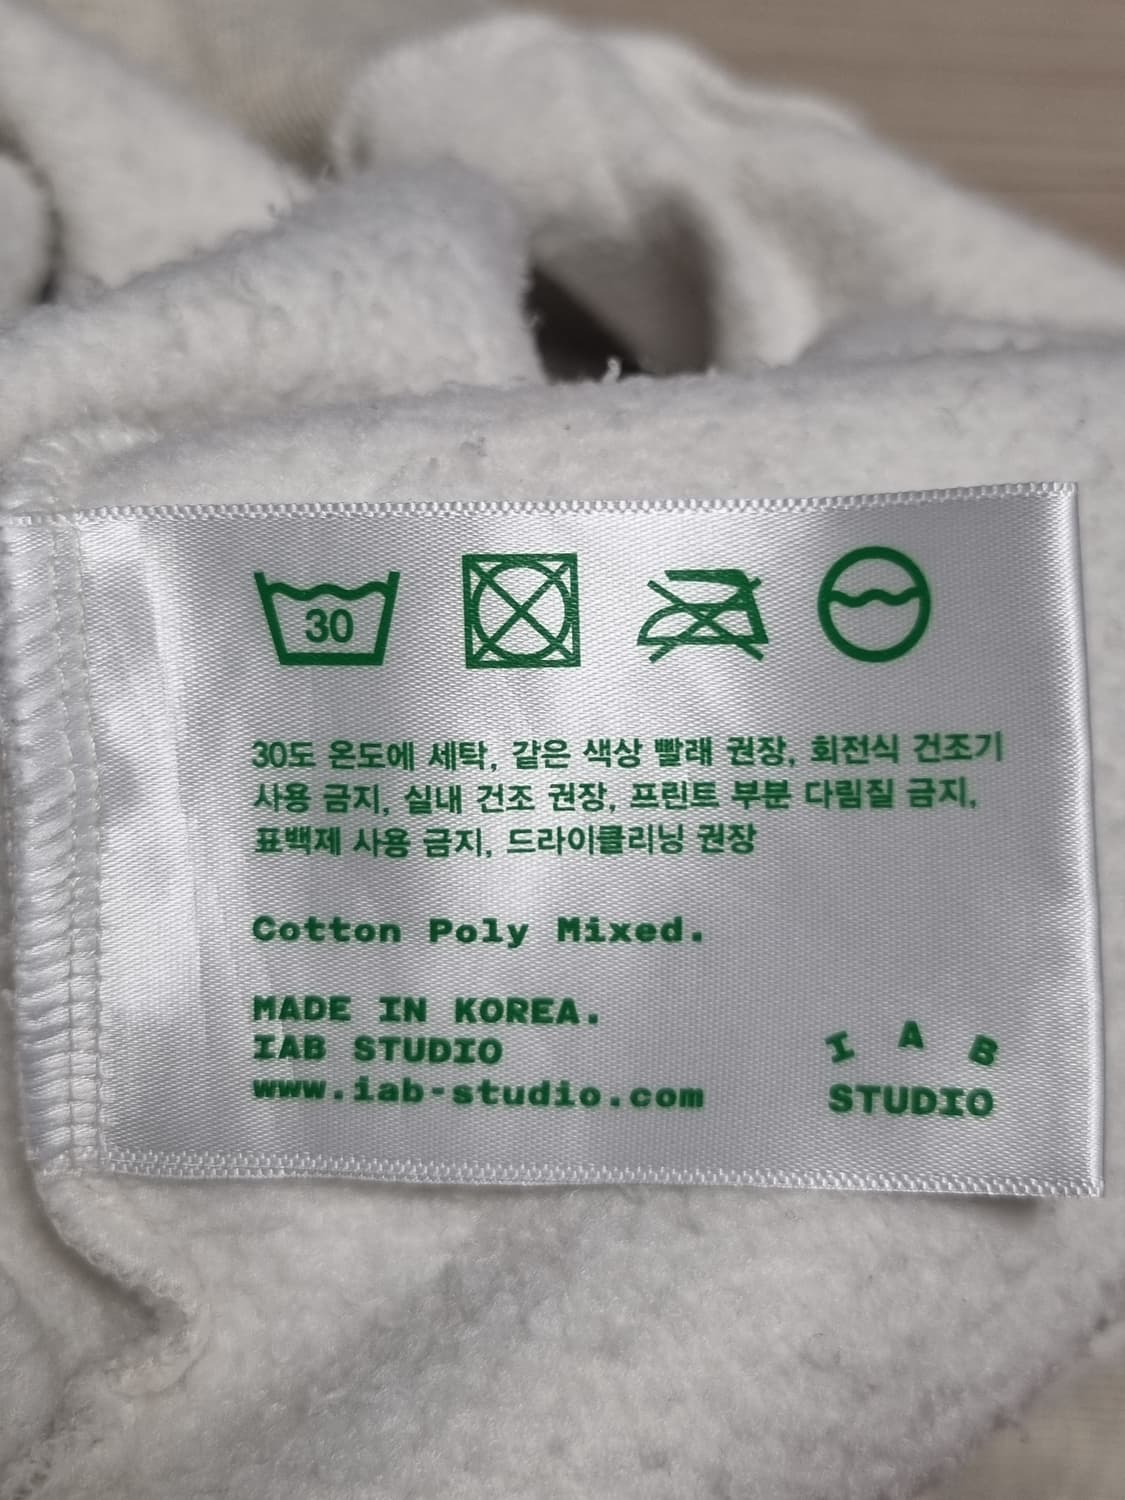 30
30도 온도에 세탁, 같은 색상 빨래 권장, 회전식 건조기
사용 금지, 실내 건조 권장, 프린트 부분 다림질 금지,
표백제 사용 금지, 드라이클리닝 권장
Cotton Poly Mixed.
MADE IN KOREA.
IAB STUDIO
www.iab-studio.com
I A B
STUDIO